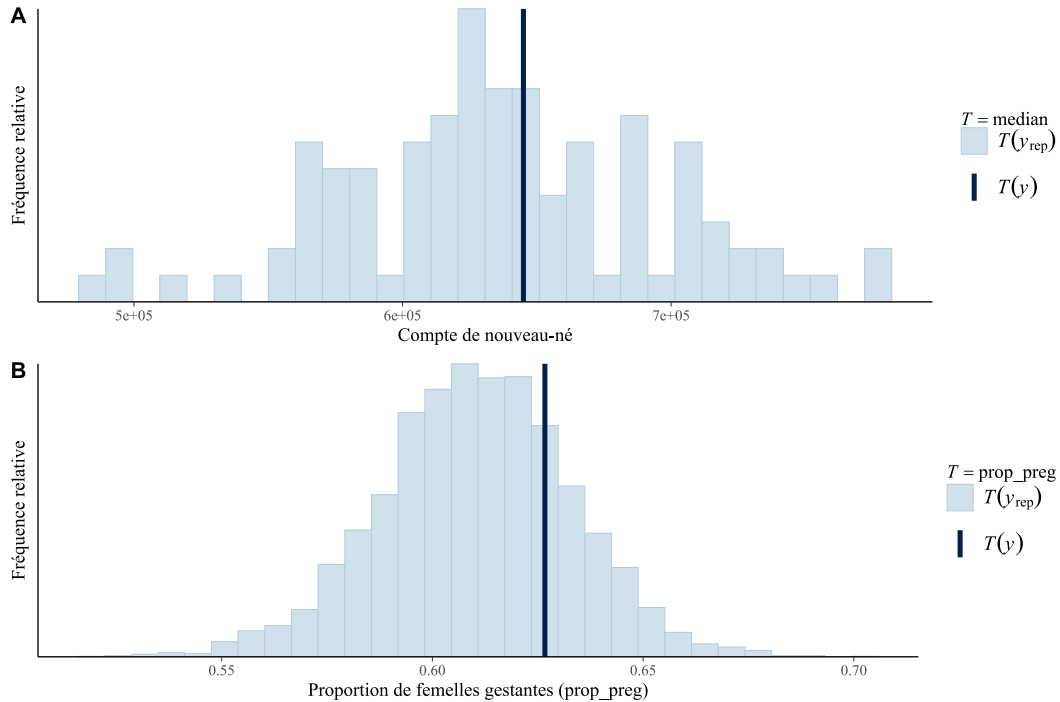 A
Fréquence relative
5e+05 6e+05 7e+05
Compte de nouveau-né
T = median
T(yrep)
T(y)
B
Fréquence relative
0.55 0.60 0.65 0.70
Proportion de femelles gestantes (prop_preg)
T = prop_preg
T(yrep)
T(y)